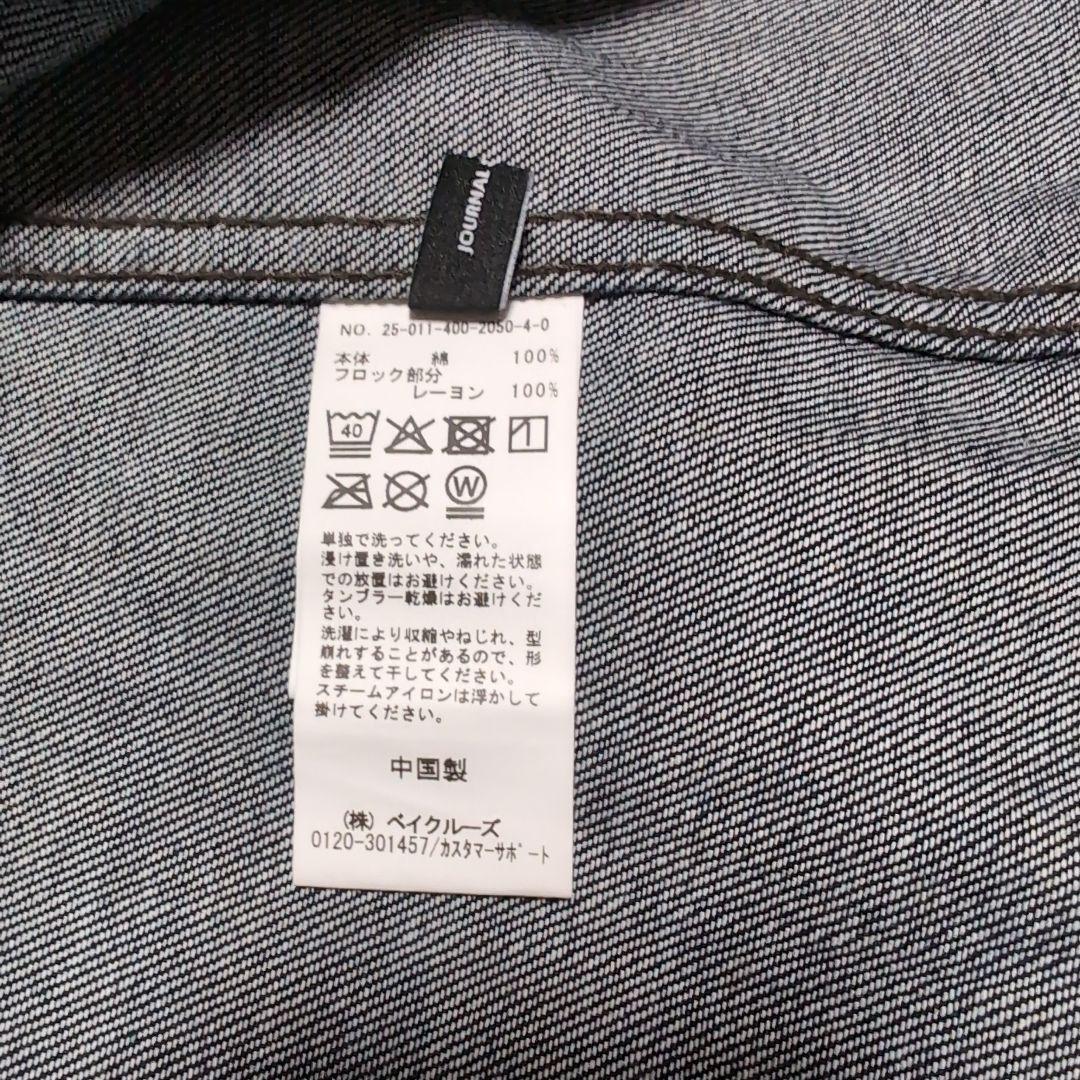 JOURNAL
NO. 25-011-400-2050-4-0
本体 綿 100%
フロック部分
レーヨン 100%
40
W
単独で洗ってください。
浸け置き洗いや、濡れた状態
での放置はお避けください。
タンブラー乾燥はお避けくだ
さい。
洗濯により収縮やねじれ、型
崩れすることがあるので、形
を整えて干してください。
スチームアイロンは浮かして
掛けてください。
中国製
(株) ベイクルーズ
0120-301457/カスタマーサポート